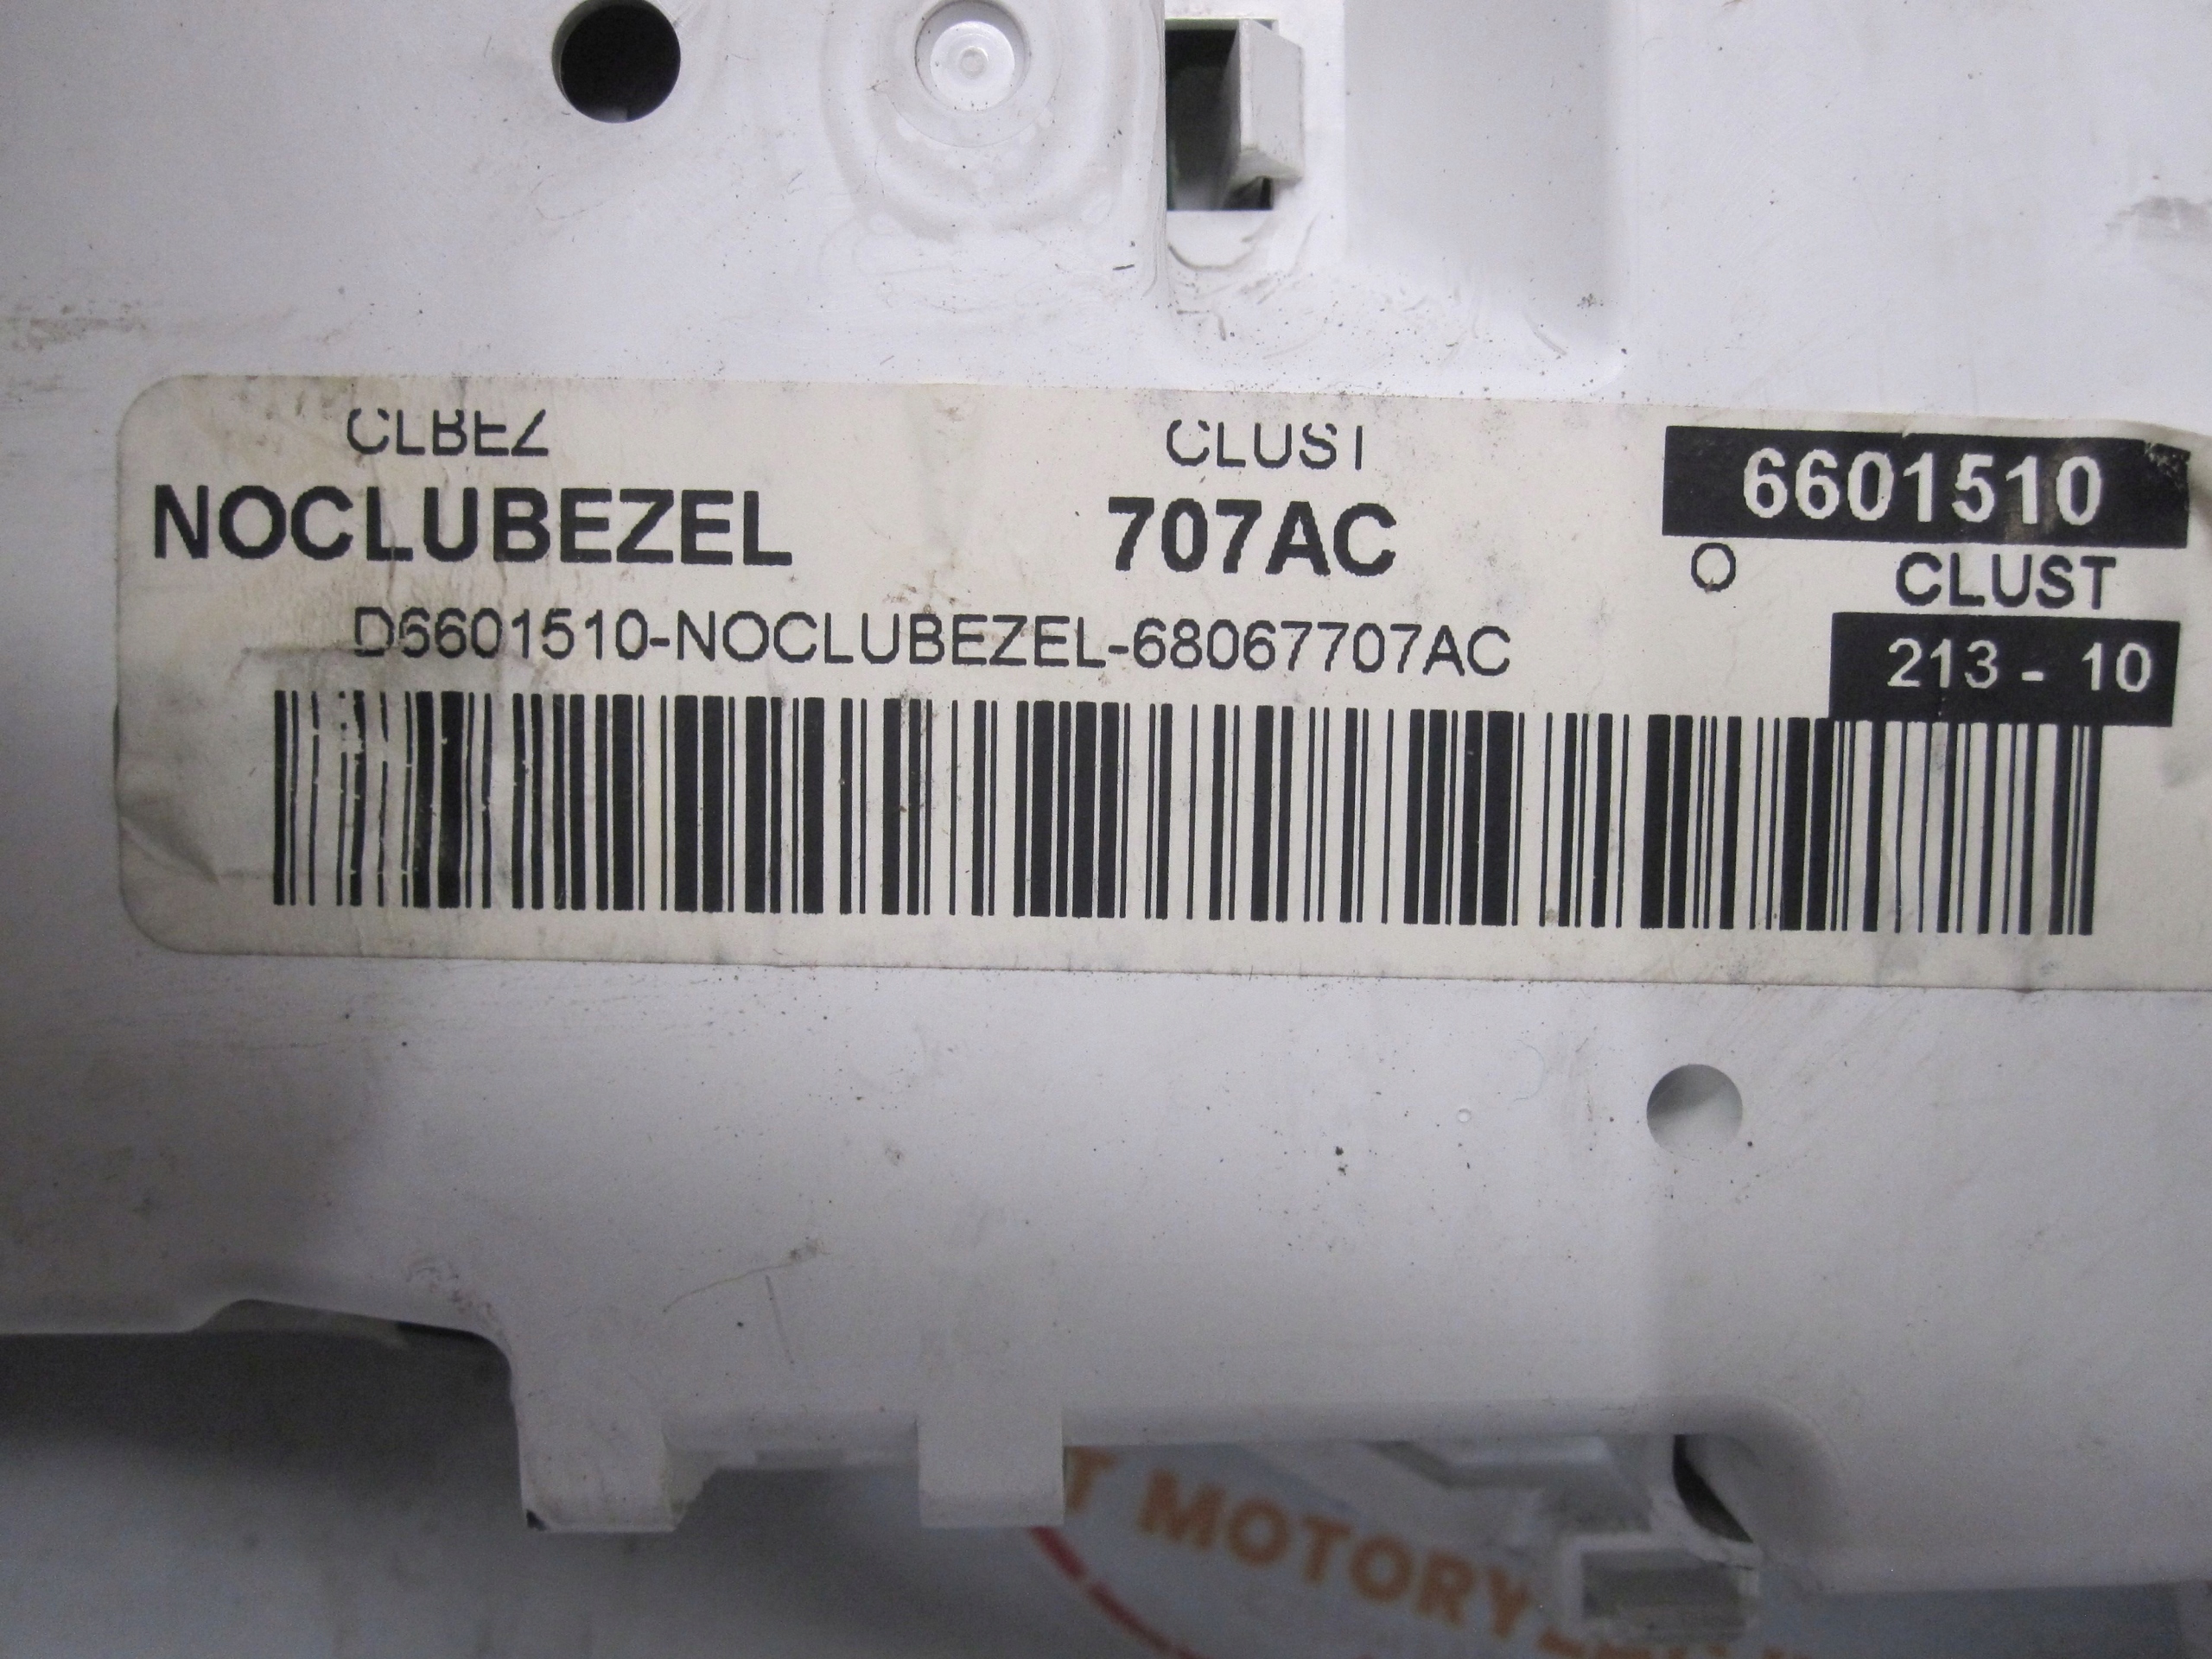 CLBEZ CLUST 6601510
NOCLUBEZEL 707AC
O CLUST
D6601510-NOCLUBEZEL-68067707AC 213 - 10
T MOTORY